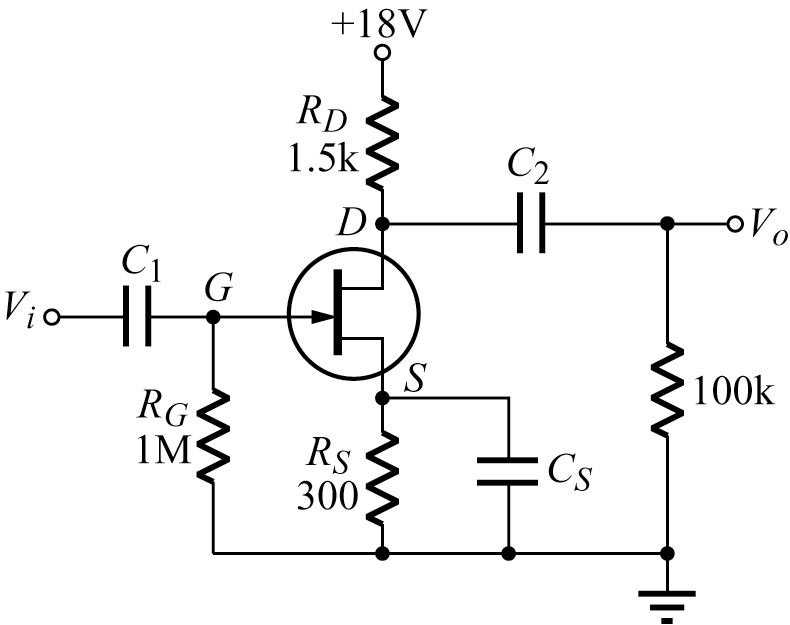 +18V
R_D
1.5k
C_2
D
V_o
C_1
G
V_i
S
R_G
1M
100k
R_S
300
C_S